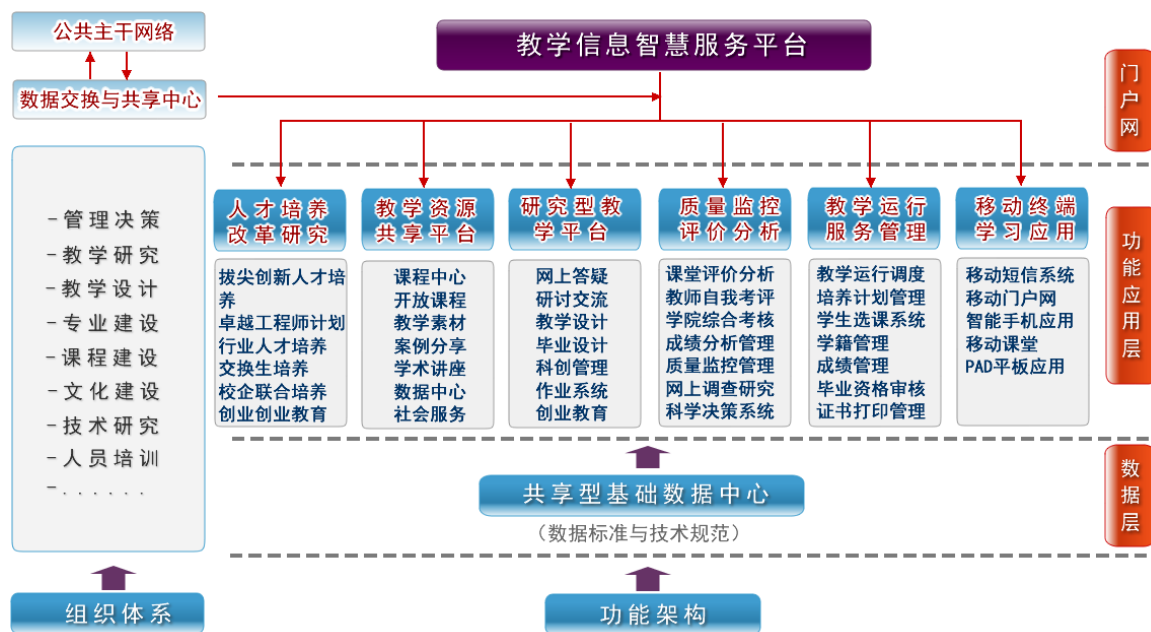 公共主干网络
数据交换与共享中心
教学信息智慧服务平台
门户网
-管理决策
-教学研究
-教学设计
-专业建设
-课程建设
-文化建设
-技术研究
-人员培训
-......
人才培养
改革研究
拔尖创新人才培
养
卓越工程师计划
行业人才培养
交换生培养
校企联合培养
创业创业教育
教学资源
共享平台
课程中心
开放课程
教学素材
案例分享
学术讲座
数据中心
社会服务
研究型教
学平台
网上答疑
研讨交流
教学设计
毕业设计
科创管理
作业系统
创业教育
质量监控
评价分析
课堂评价分析
教师自我考评
学院综合考核
成绩分析管理
质量监控管理
网上调查研究
科学决策系统
教学运行
服务管理
教学运行调度
培养计划管理
学生选课系统
学籍管理
成绩管理
毕业资格审核
证书打印管理
移动终端
学习应用
移动短信系统
移动门户网
智能手机应用
移动课堂
PAD平板应用
功能应用层
共享型基础数据中心
（数据标准与技术规范）
数据层
组织体系
功能架构